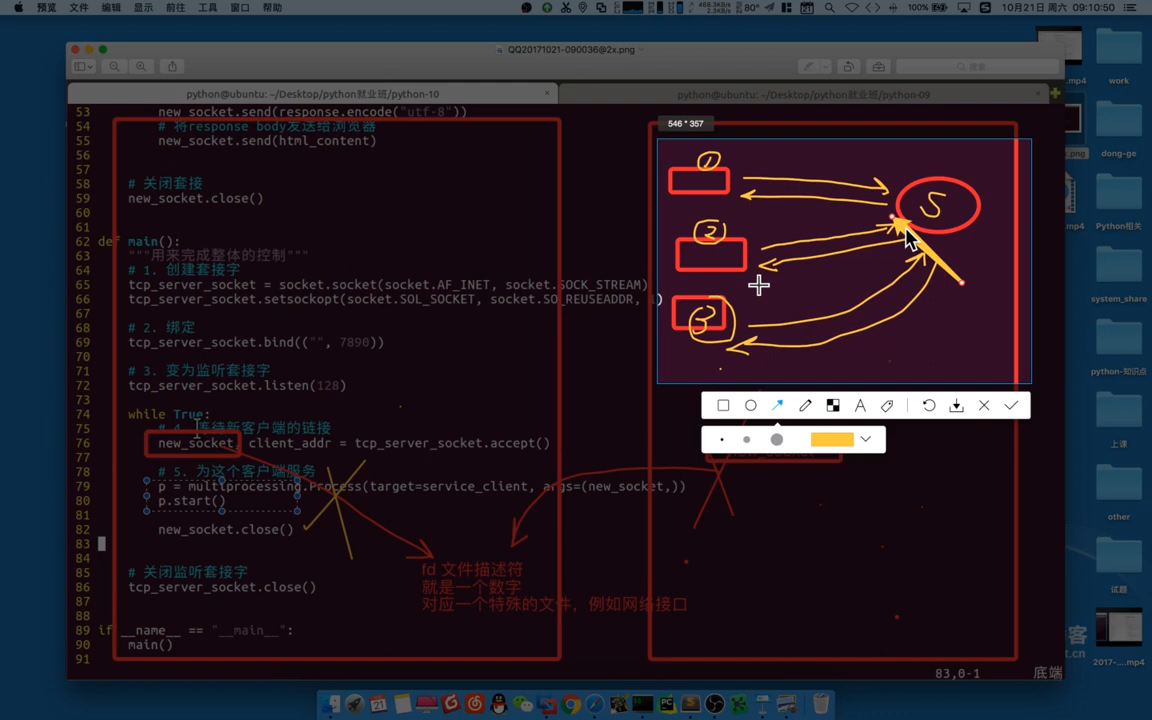 预览 文件 编辑 显示 前往 工具 窗口 帮助
80°
100%
10月21日 周六 09:10:50
QQ20171021-090036@2x.png
搜索
python@ubuntu: ~/Desktop/python就业班/python-10
python@ubuntu: ~/Desktop/python就业班/python-09
53 new_socket.send(response.encode("utf-8"))
54 # 将response body发送给浏览器
55 new_socket.send(html_content)
56
57
58 # 关闭套接
59 new_socket.close()
60
61
62 def main():
63 """用来完成整体的控制"""
64 # 1. 创建套接字
65 tcp_server_socket = socket.socket(socket.AF_INET, socket.SOCK_STREAM)
66 tcp_server_socket.setsockopt(socket.SOL_SOCKET, socket.SO_REUSEADDR, 1)
67
68 # 2. 绑定
69 tcp_server_socket.bind(("", 7890))
70
71 # 3. 变为监听套接字
72 tcp_server_socket.listen(128)
73
74 while True:
75 # 4. 等待新客户端的链接
76 new_socket, client_addr = tcp_server_socket.accept()
77
78 # 5. 为这个客户端服务
79 p = multiprocessing.Process(target=service_client, args=(new_socket,))
80 p.start()
81
82 new_socket.close()
83
84
85 # 关闭监听套接字
86 tcp_server_socket.close()
87
88
89 if __name__ == "__main__":
90 main()
91
fd 文件描述符
就是一个数字
对应一个特殊的文件，例如网络接口
83,0-1 底端
546 * 357
1
2
3
S
A
.mp4
work
.png
dong-ge
.mp4
Python相关
system_share
python-知识点
上课
other
试题
客
t.cn
2017-....mp4
21
PC